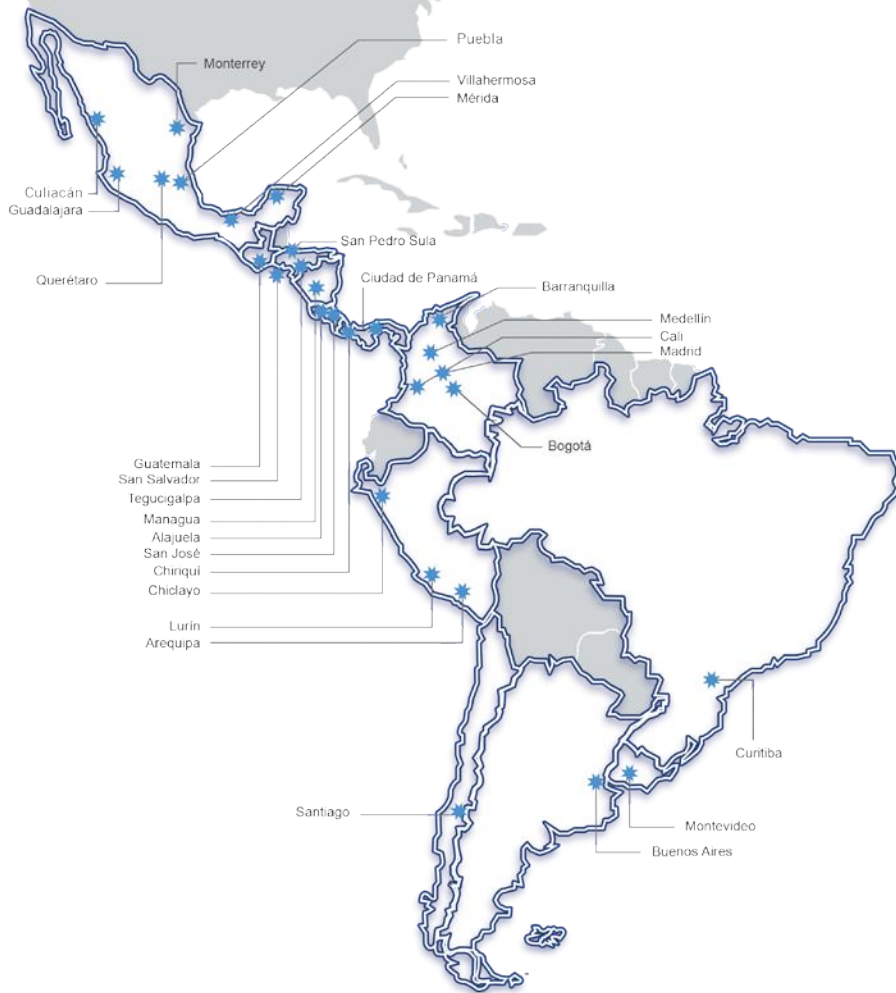 Puebla
Monterrey
Villahermosa
Mérida
Culiacán
Guadalajara
San Pedro Sula
Querétaro
Ciudad de Panamá
Barranquilla
Medellín
Cali
Madrid
Bogotá
Guatemala
San Salvador
Tegucigalpa
Managua
Alajuela
San José
Chiriquí
Chiclayo
Lurín
Arequipa
Curitiba
Santiago
Montevideo
Buenos Aires